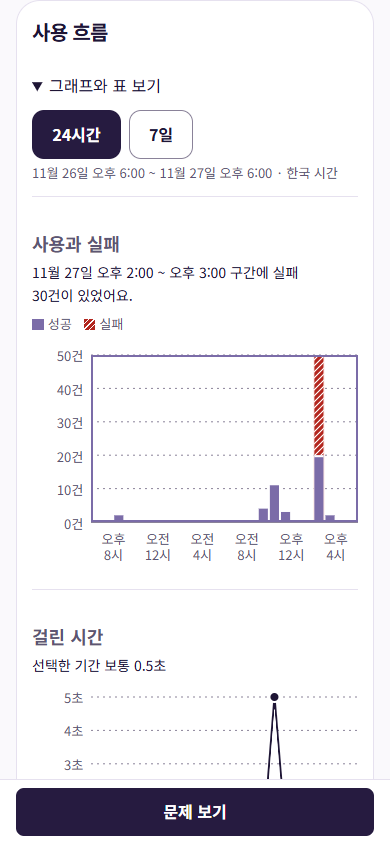 사용 흐름
▼ 그래프와 표 보기
24시간 7일
11월 26일 오후 6:00 ~ 11월 27일 오후 6:00 · 한국 시간
사용과 실패
11월 27일 오후 2:00 ~ 오후 3:00 구간에 실패
30건이 있었어요.
성공 실패
50건
40건
30건
20건
10건
0건
오후 오전 오전 오전 오후 오후
8시 12시 4시 8시 12시 4시
걸린 시간
선택한 기간 보통 0.5초
5초
4초
3초
문제 보기